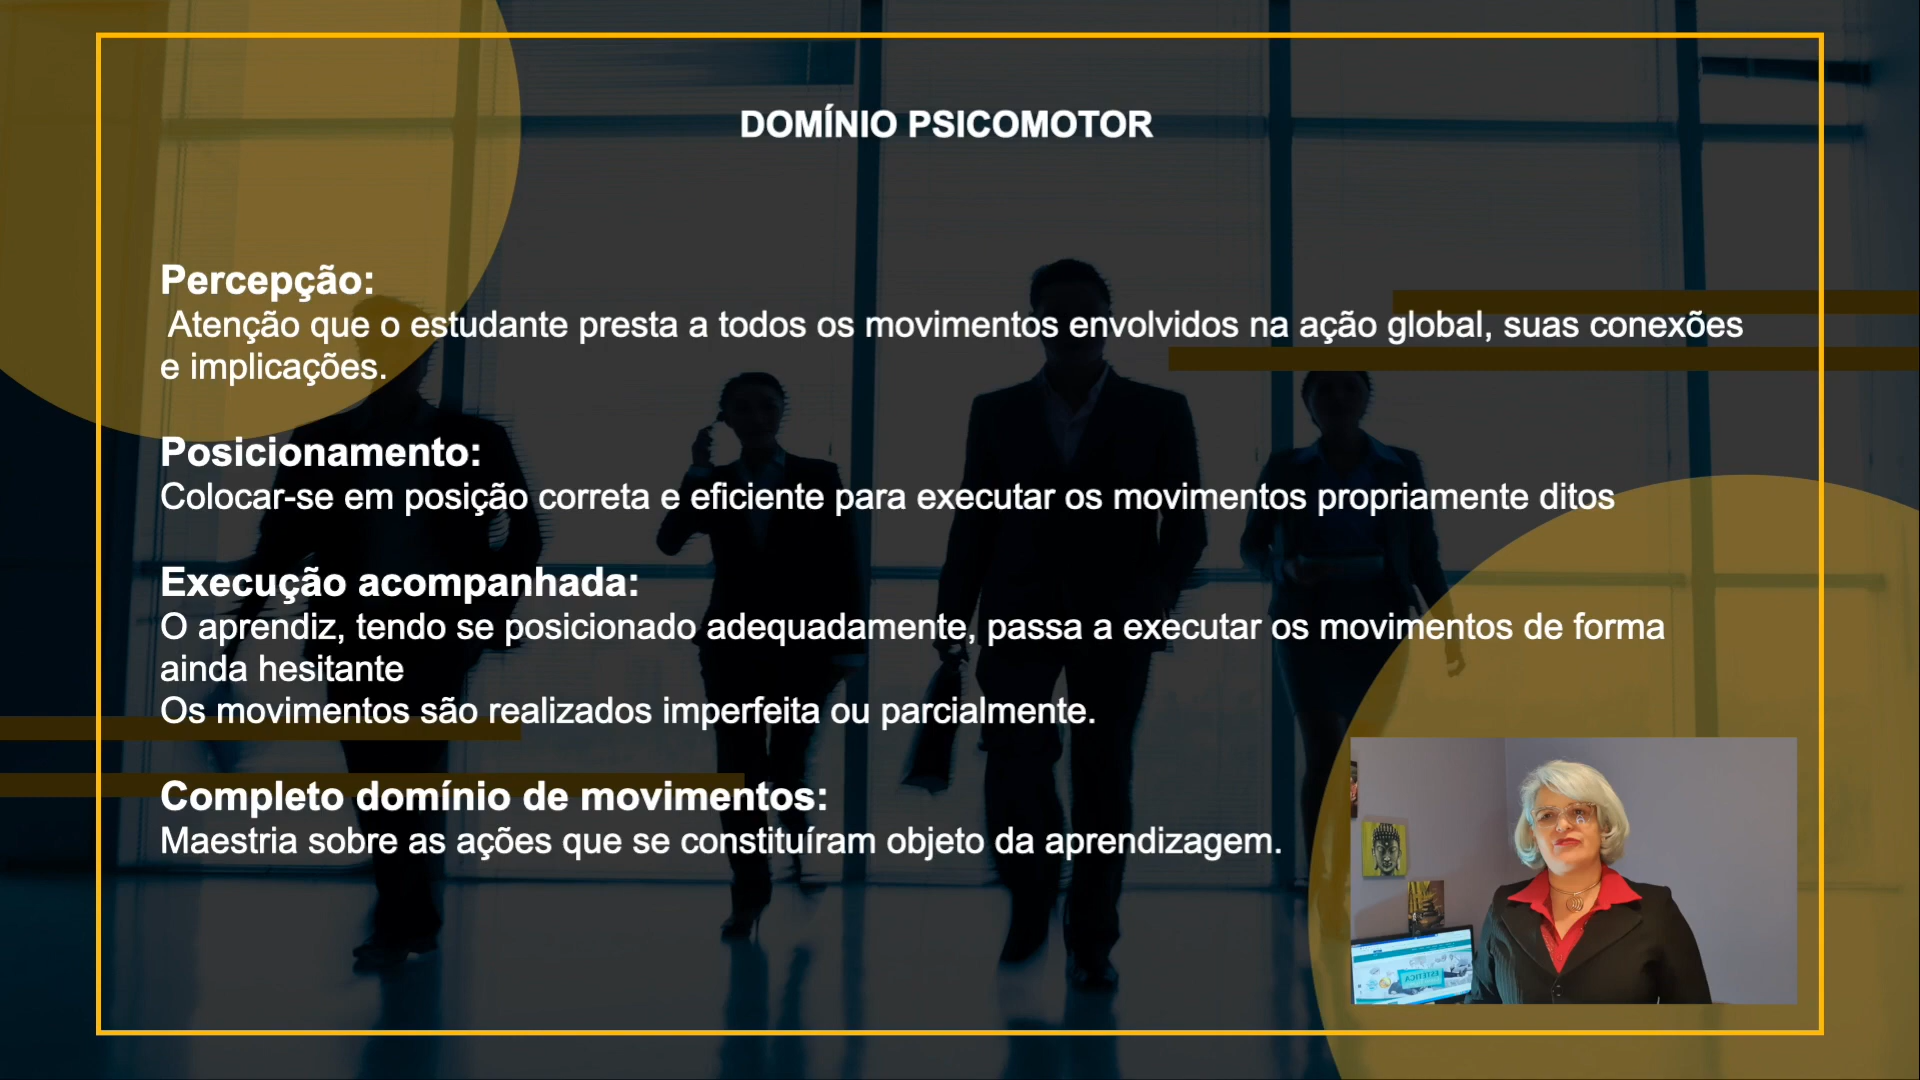 DOMÍNIO PSICOMOTOR
Percepção:
Atenção que o estudante presta a todos os movimentos envolvidos na ação global, suas conexões
e implicações.
Posicionamento:
Colocar-se em posição correta e eficiente para executar os movimentos propriamente ditos
Execução acompanhada:
O aprendiz, tendo se posicionado adequadamente, passa a executar os movimentos de forma
ainda hesitante
Os movimentos são realizados imperfeita ou parcialmente.
Completo domínio de movimentos:
Maestria sobre as ações que se constituíram objeto da aprendizagem.
ESTÉTICA